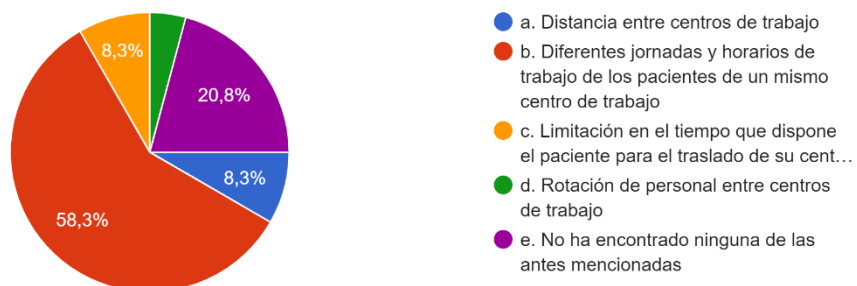 8,3%
20,8%
8,3%
58,3%
a. Distancia entre centros de trabajo
b. Diferentes jornadas y horarios de
trabajo de los pacientes de un mismo
centro de trabajo
c. Limitación en el tiempo que dispone
el paciente para el traslado de su cent…
d. Rotación de personal entre centros
de trabajo
e. No ha encontrado ninguna de las
antes mencionadas